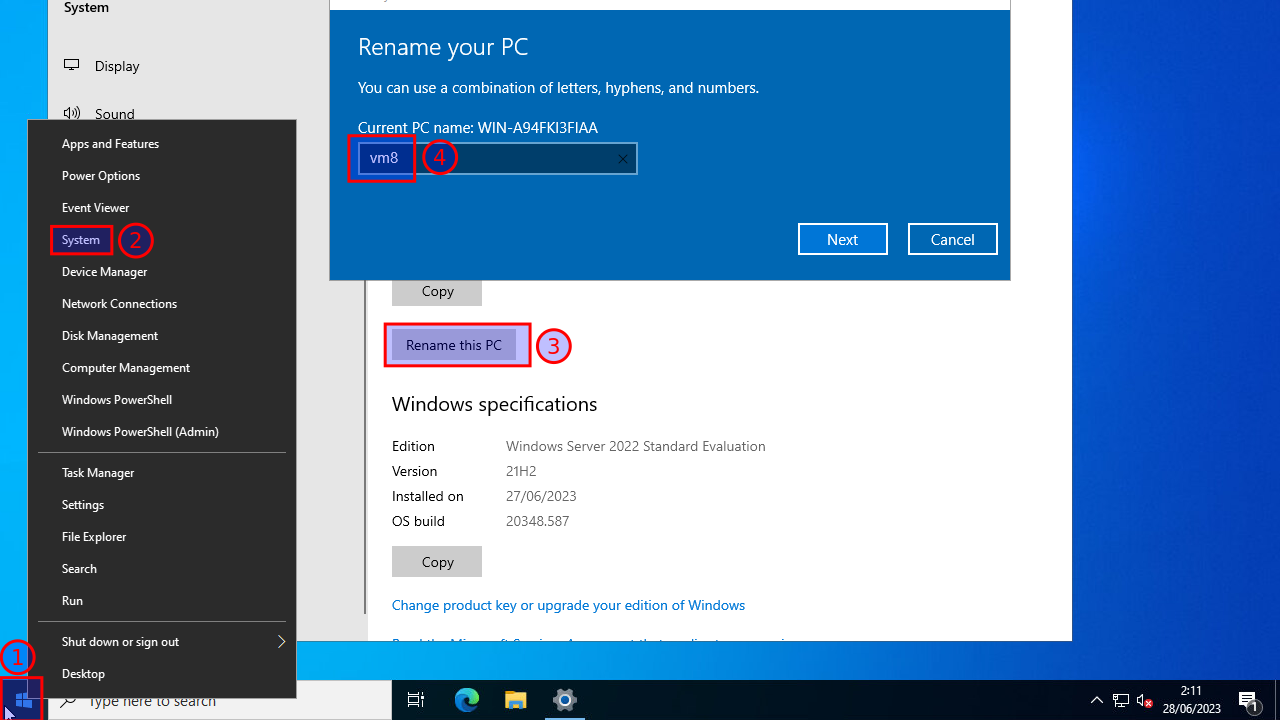 System
Display
Sound
Apps and Features
Power Options
Event Viewer
System
2
Device Manager
Network Connections
Disk Management
Computer Management
Windows PowerShell
Windows PowerShell (Admin)
Task Manager
Settings
File Explorer
Search
Run
Shut down or sign out
Desktop
1
Rename your PC
You can use a combination of letters, hyphens, and numbers.
Current PC name: WIN-A94FKI3FIAA
vm8
4
Next
Cancel
Copy
Rename this PC
3
Windows specifications
Edition Windows Server 2022 Standard Evaluation
Version 21H2
Installed on 27/06/2023
OS build 20348.587
Copy
Change product key or upgrade your edition of Windows
Type here to search
2:11
28/06/2023
1